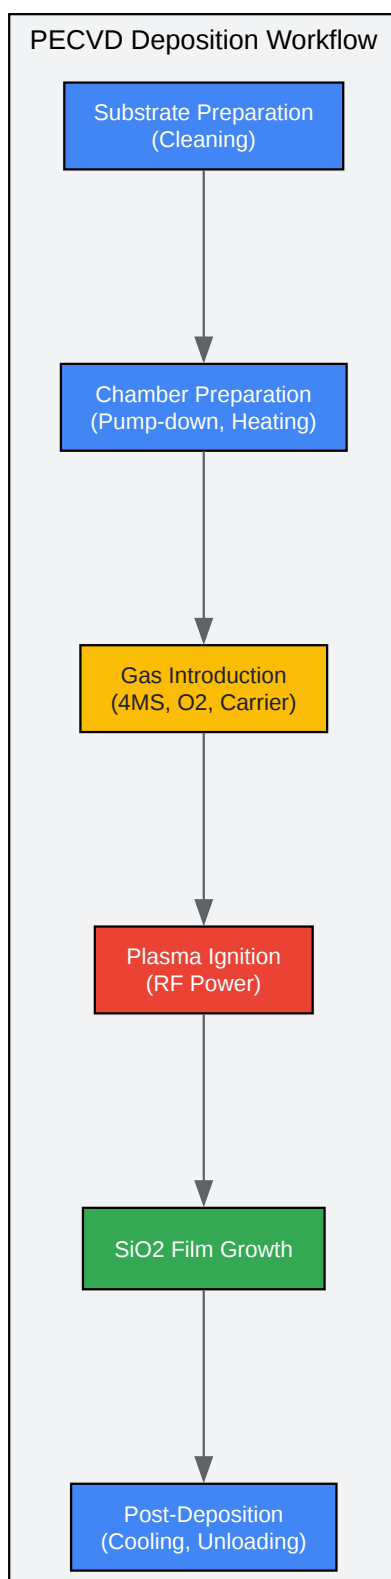 PECVD Deposition Workflow
Substrate Preparation
(Cleaning)
Chamber Preparation
(Pump-down, Heating)
Gas Introduction
(4MS, O2, Carrier)
Plasma Ignition
(RF Power)
SiO2 Film Growth
Post-Deposition
(Cooling, Unloading)